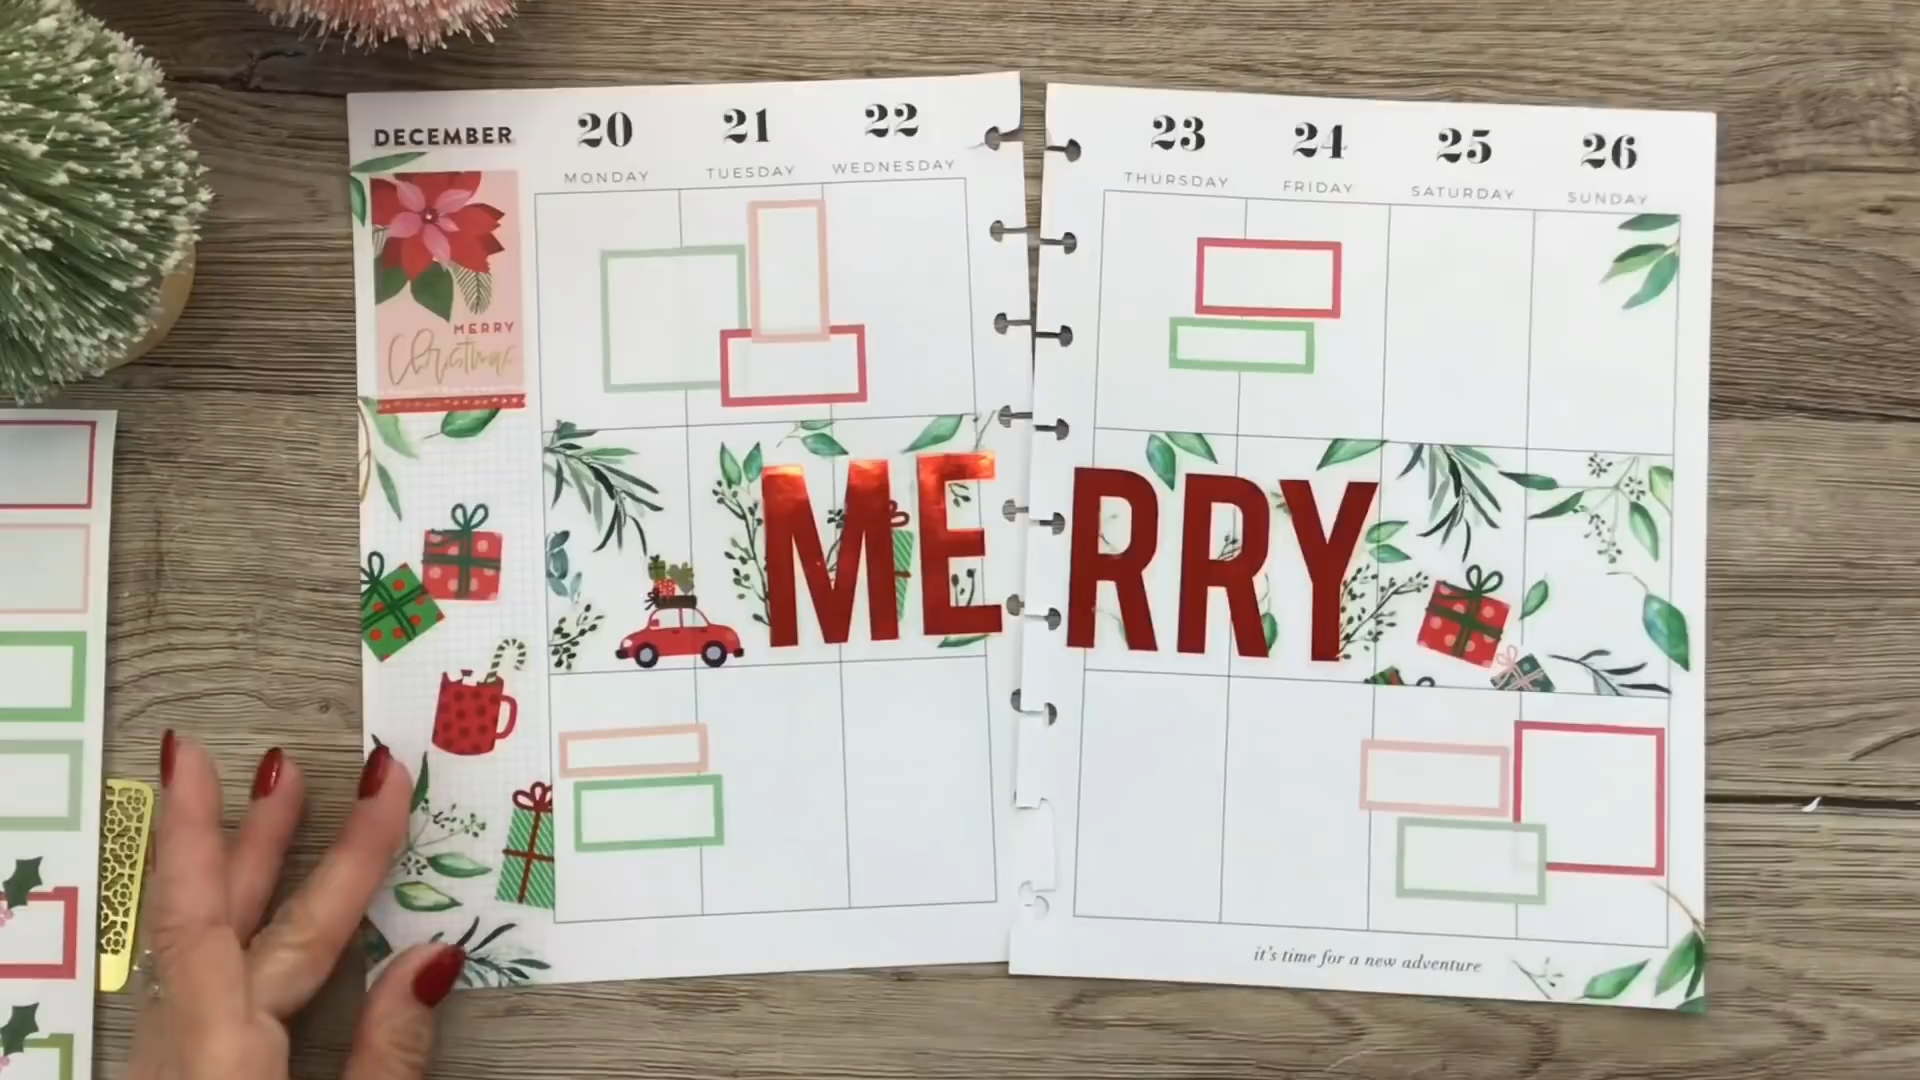 DECEMBER
20 21 22
MONDAY TUESDAY WEDNESDAY
23 24 25 26
THURSDAY FRIDAY SATURDAY SUNDAY
MERRY
Christmas
MERRY
it's time for a new adventure